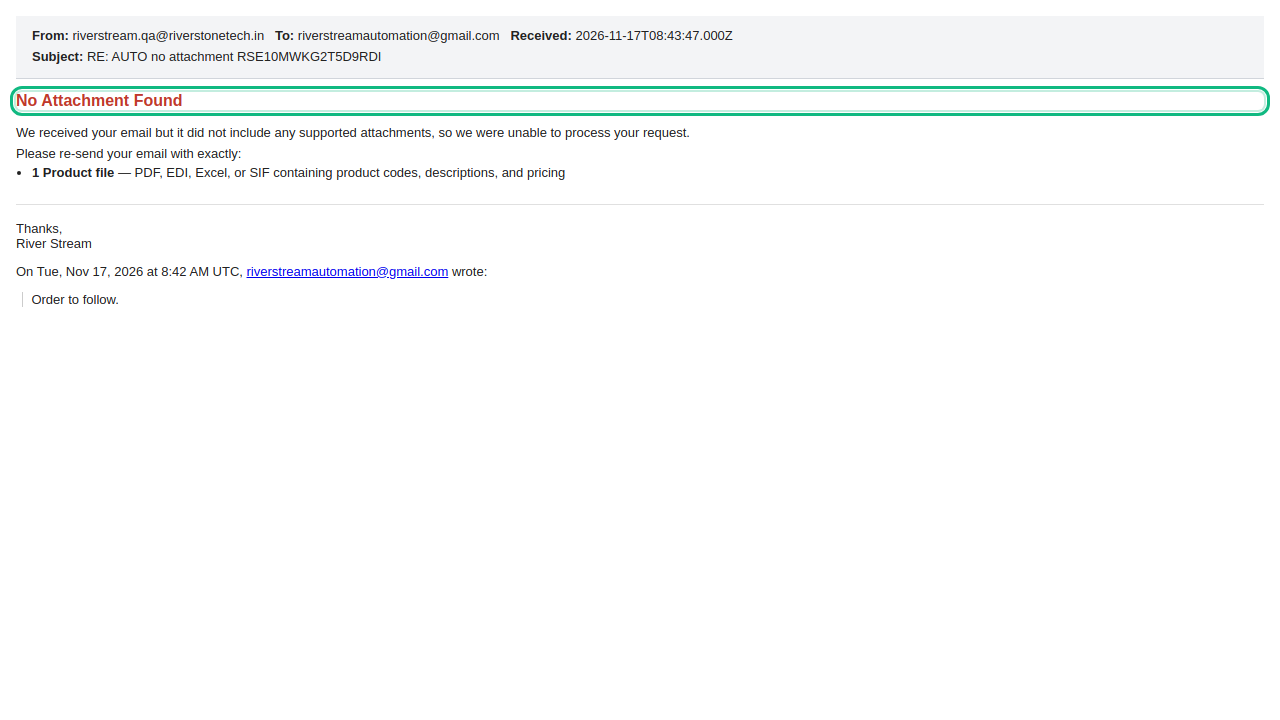 From: riverstream.qa@riverstonetech.in To: riverstreamautomation@gmail.com Received: 2026-11-17T08:43:47.000Z
Subject: RE: AUTO no attachment RSE10MWKG2T5D9RDI
No Attachment Found
We received your email but it did not include any supported attachments, so we were unable to process your request.
Please re-send your email with exactly:
• 1 Product file — PDF, EDI, Excel, or SIF containing product codes, descriptions, and pricing
Thanks,
River Stream
On Tue, Nov 17, 2026 at 8:42 AM UTC, riverstreamautomation@gmail.com wrote:
Order to follow.